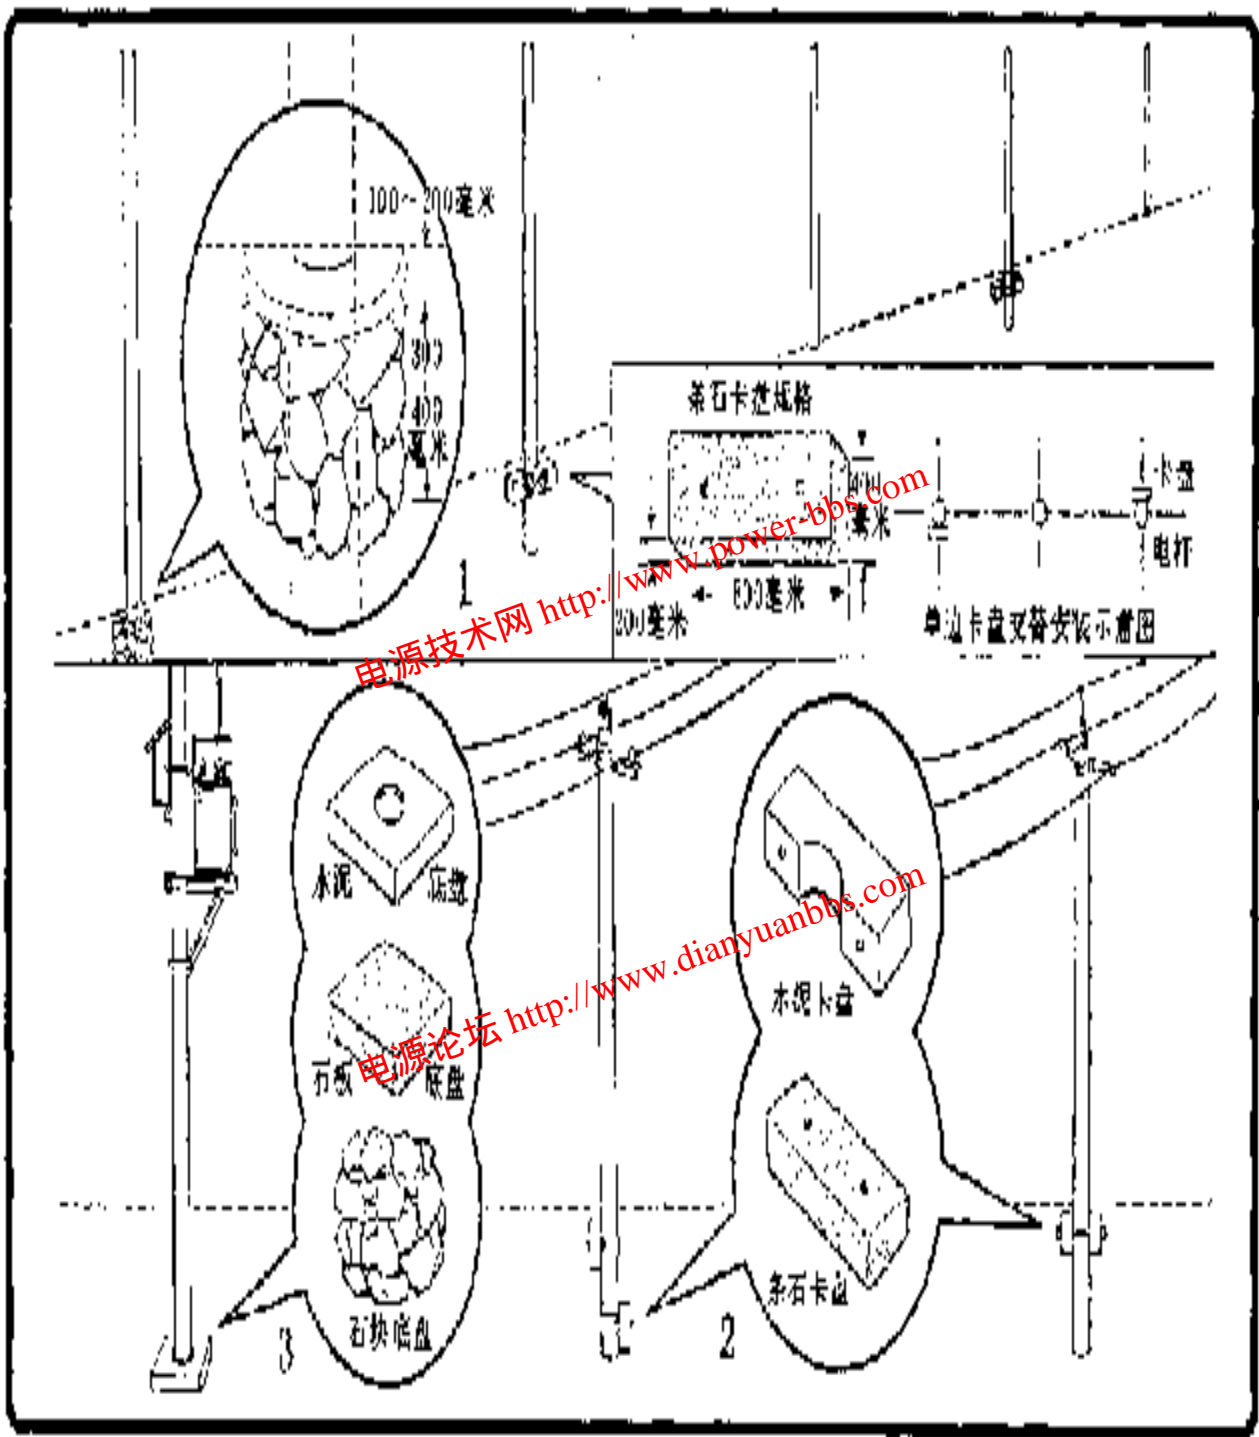 100~200毫米
300
400
毫米
1
条石卡盘规格
400
毫米
800毫米
200毫米
卡盘
电杆
单边卡盘交替安装示意图
电源技术网 http://www.power-bbs.com
水泥 底盘
石板 底盘
石块底盘
3
水泥卡盘
条石卡盘
2
电源论坛 http://www.dianyuanbbs.com